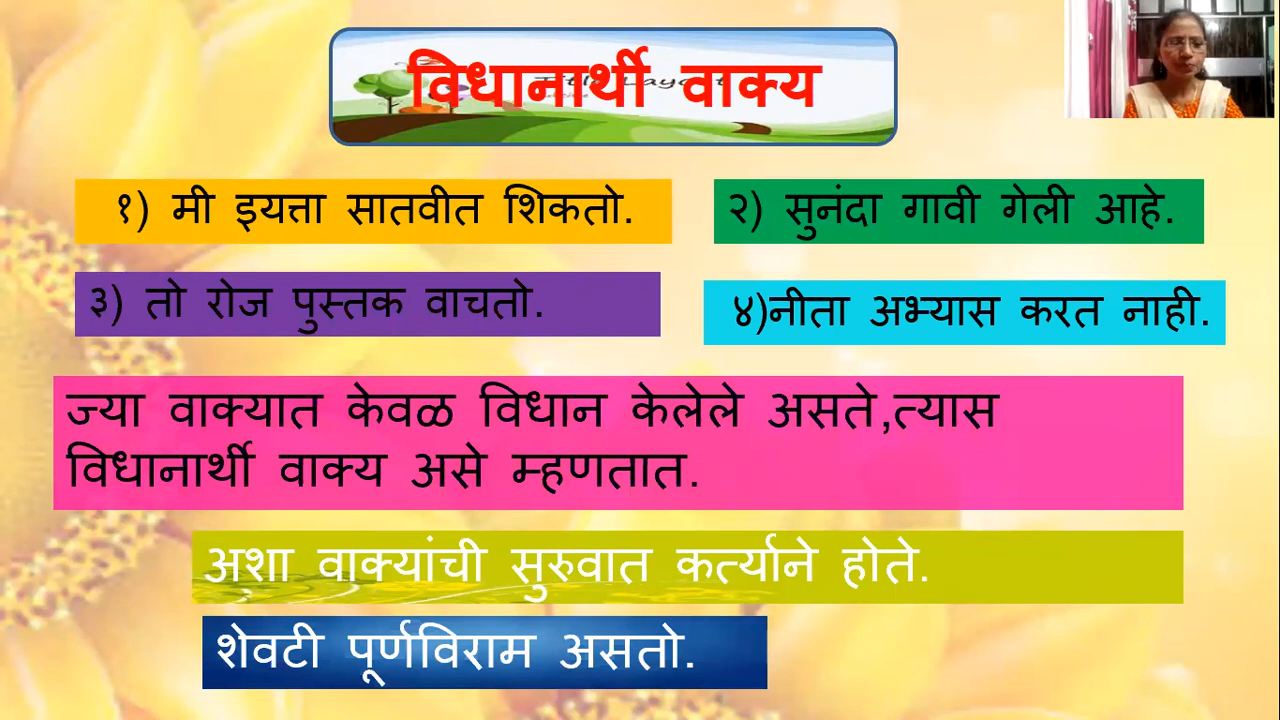 विधानार्थी वाक्य
१) मी इयत्ता सातवीत शिकतो.
२) सुनंदा गावी गेली आहे.
३) तो रोज पुस्तक वाचतो.
४)नीता अभ्यास करत नाही.
ज्या वाक्यात केवळ विधान केलेले असते,त्यास
विधानार्थी वाक्य असे म्हणतात.
अशा वाक्यांची सुरुवात कर्त्याने होते.
शेवटी पूर्णविराम असतो.